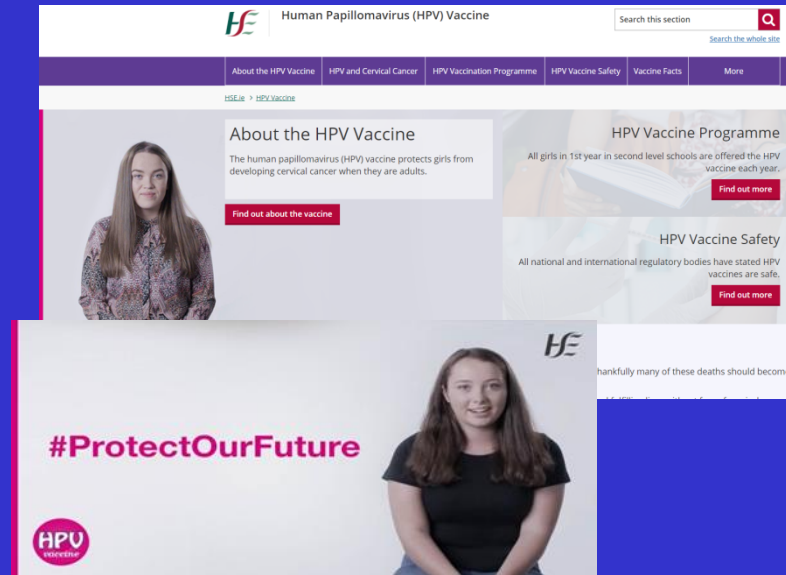 HSE
Human Papillomavirus (HPV) Vaccine
Search this section
Search the whole site
About the HPV Vaccine
HPV and Cervical Cancer
HPV Vaccination Programme
HPV Vaccine Safety
Vaccine Facts
More
HSE.ie > HPV Vaccine
About the HPV Vaccine
The human papillomavirus (HPV) vaccine protects girls from
developing cervical cancer when they are adults.
Find out about the vaccine
HPV Vaccine Programme
All girls in 1st year in second level schools are offered the HPV
vaccine each year.
Find out more
HPV Vaccine Safety
All national and international regulatory bodies have stated HPV
vaccines are safe.
Find out more
hankfully many of these deaths should becom
HSE
#ProtectOurFuture
HPV
vaccine